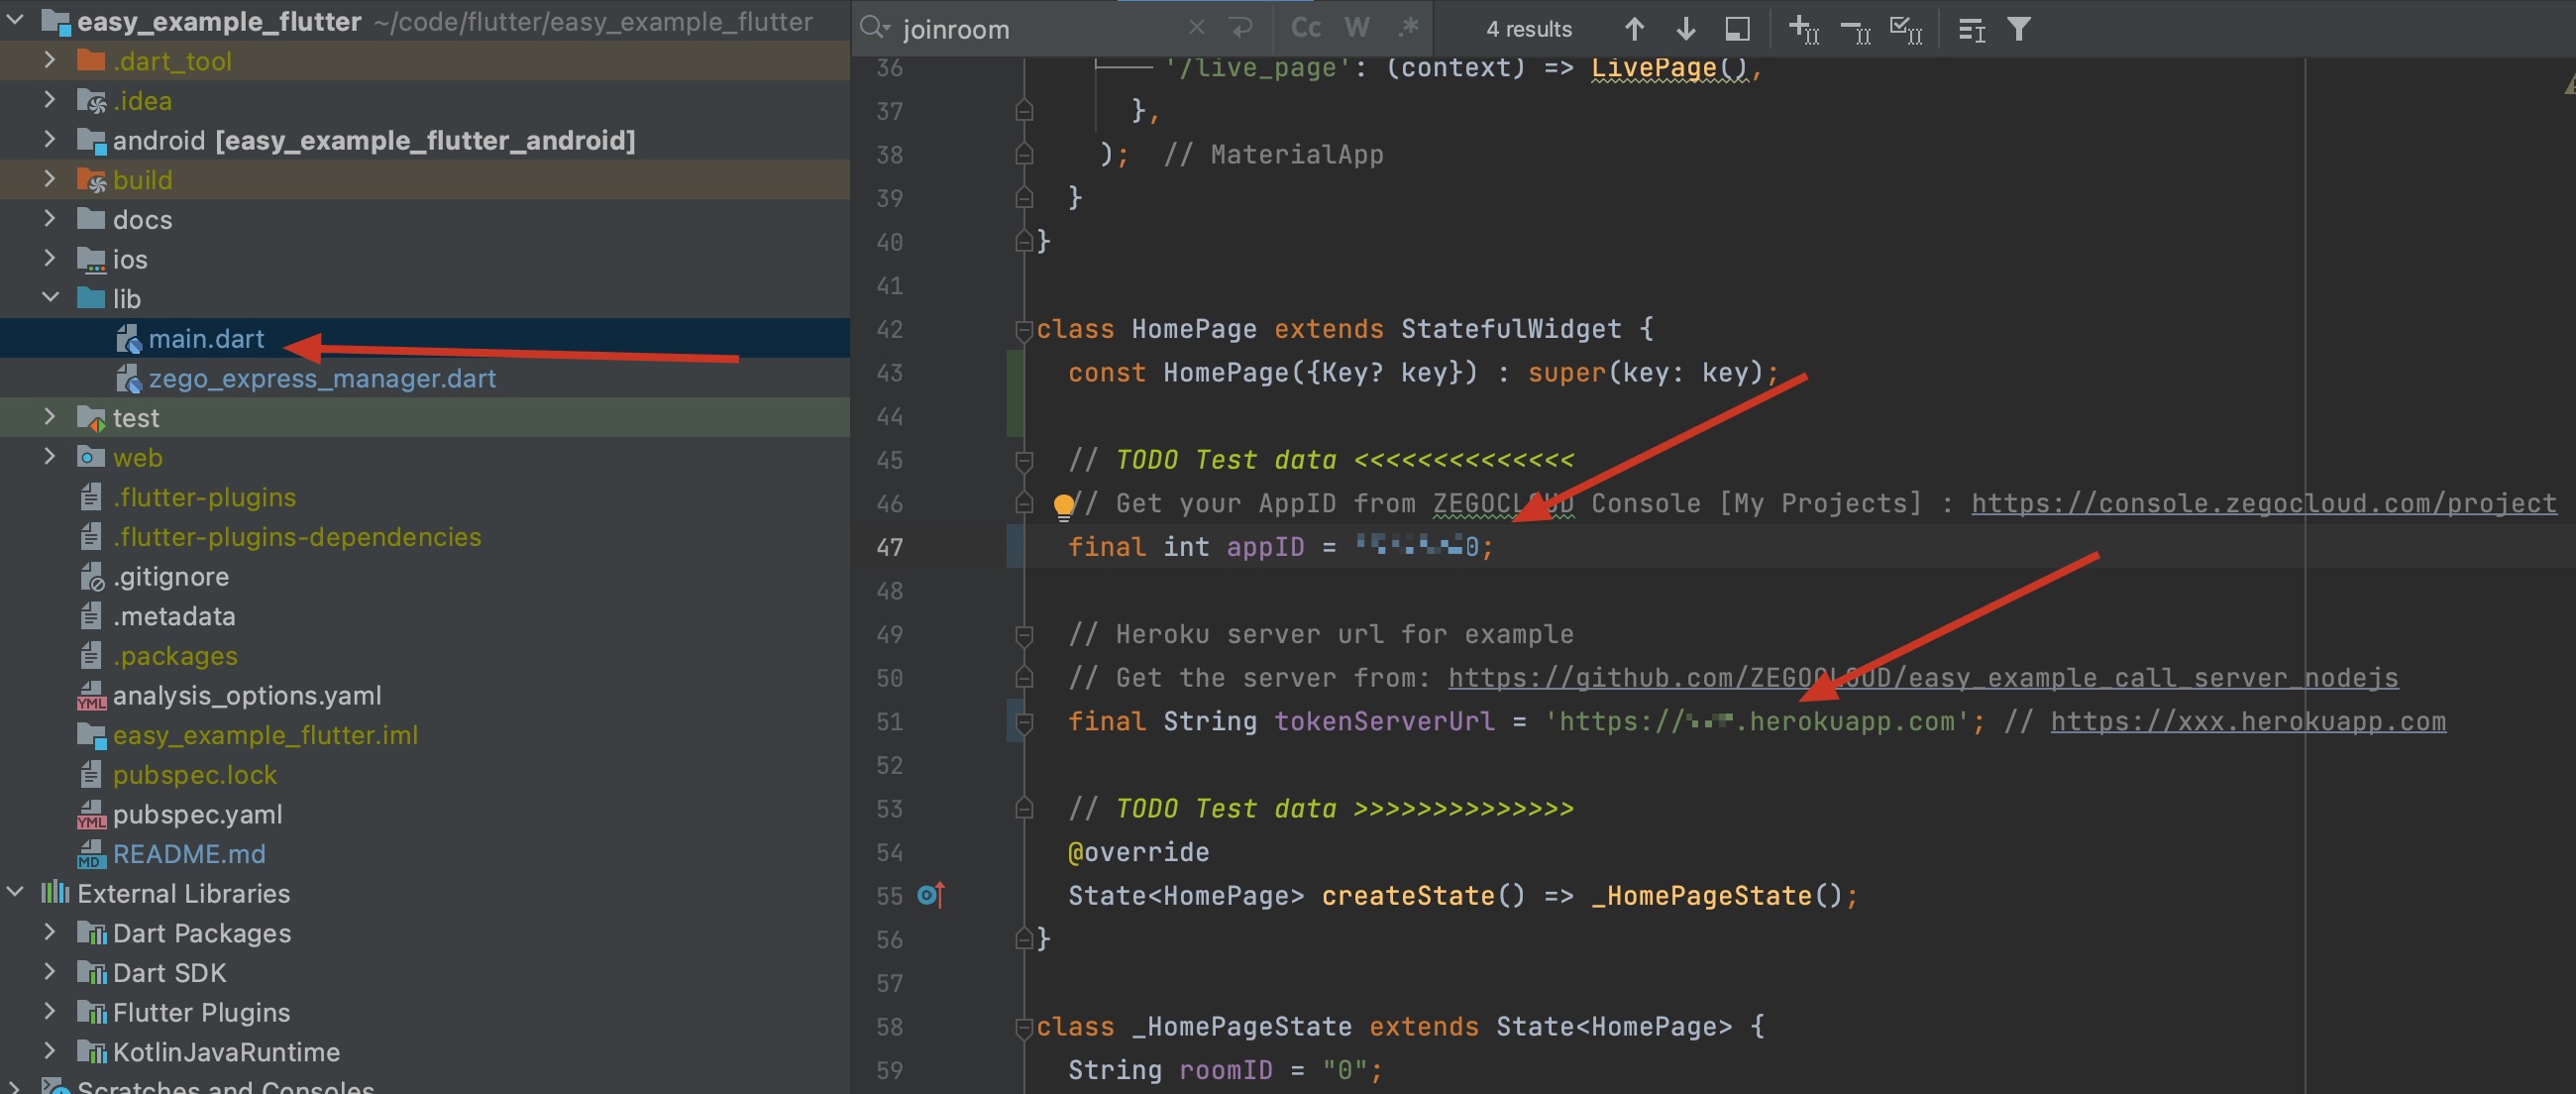 easy_example_flutter ~/code/flutter/easy_example_flutter
.dart_tool
.idea
android [easy_example_flutter_android]
build
docs
ios
lib
main.dart
zego_express_manager.dart
test
web
.flutter-plugins
.flutter-plugins-dependencies
.gitignore
.metadata
.packages
analysis_options.yaml
easy_example_flutter.iml
pubspec.lock
pubspec.yaml
README.md
External Libraries
Dart Packages
Dart SDK
Flutter Plugins
KotlinJavaRuntime
Scratches and Consoles
joinroom Cc W .* 4 results
36 '/live_page': (context) => LivePage(),
37 },
38 ); // MaterialApp
39 }
40 }
41
42 class HomePage extends StatefulWidget {
43 const HomePage({Key? key}) : super(key: key);
44
45 // TODO Test data <<<<<<<<<<<<<<
46 // Get your AppID from ZEGOCLOUD Console [My Projects] : https://console.zegocloud.com/project
47 final int appID = 0;
48
49 // Heroku server url for example
50 // Get the server from: https://github.com/ZEGOCLOUD/easy_example_call_server_nodejs
51 final String tokenServerUrl = 'https://.herokuapp.com'; // https://xxx.herokuapp.com
52
53 // TODO Test data >>>>>>>>>>>>>>
54 @override
55 State<HomePage> createState() => _HomePageState();
56 }
57
58 class _HomePageState extends State<HomePage> {
59 String roomID = "0";